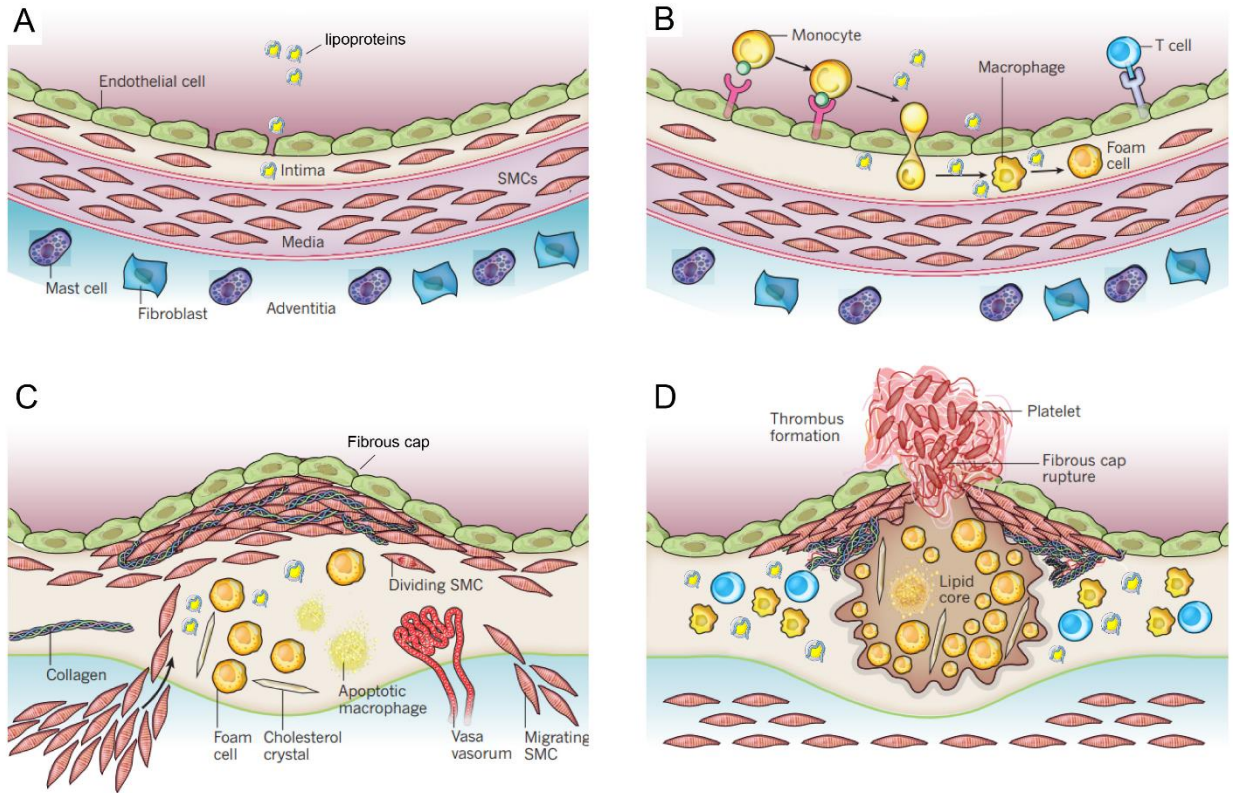 A
lipoproteins
Endothelial cell
Intima
SMCs
Media
Mast cell
Fibroblast
Adventitia
B
Monocyte
T cell
Macrophage
Foam
cell
C
Fibrous cap
Dividing SMC
Collagen
Apoptotic
macrophage
Foam
cell
Cholesterol
crystal
Vasa
vasorum
Migrating
SMC
D
Thrombus
formation
Platelet
Fibrous cap
rupture
Lipid
core